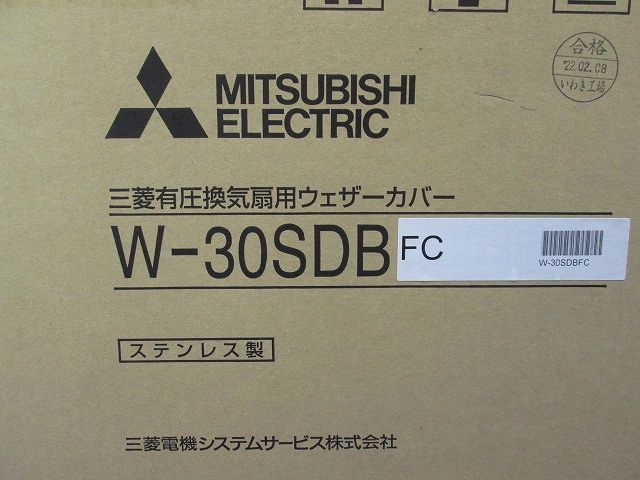 合格
'22.02.08
いわき工場
MITSUBISHI
ELECTRIC
三菱有圧換気扇用ウェザーカバー
W-30SDB FC
W-30SDBFC
ステンレス製
三菱電機システムサービス株式会社